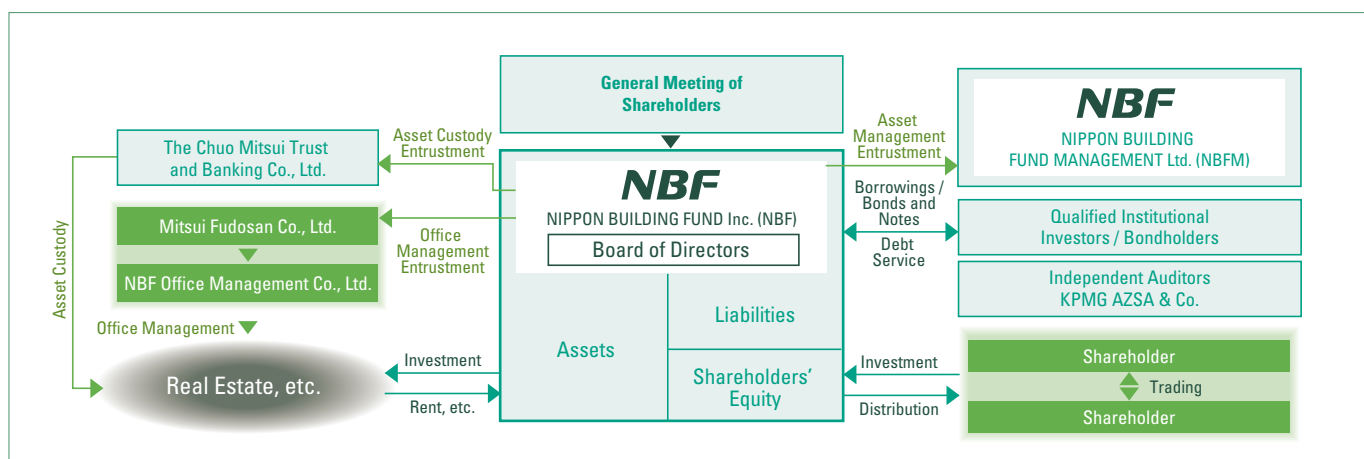 General Meeting of
Shareholders
The Chuo Mitsui Trust
and Banking Co., Ltd.
Asset Custody
Entrustment
Asset Custody
Mitsui Fudosan Co., Ltd.
NBF Office Management Co., Ltd.
Office
Management
Entrustment
Office Management
Real Estate, etc.
Investment
Rent, etc.
NBF
NIPPON BUILDING FUND Inc. (NBF)
Board of Directors
Assets
Liabilities
Shareholders'
Equity
Asset
Management
Entrustment
NBF
NIPPON BUILDING
FUND MANAGEMENT Ltd. (NBFM)
Borrowings /
Bonds and
Notes
Debt
Service
Qualified Institutional
Investors / Bondholders
Independent Auditors
KPMG AZSA & Co.
Investment
Distribution
Shareholder
Trading
Shareholder